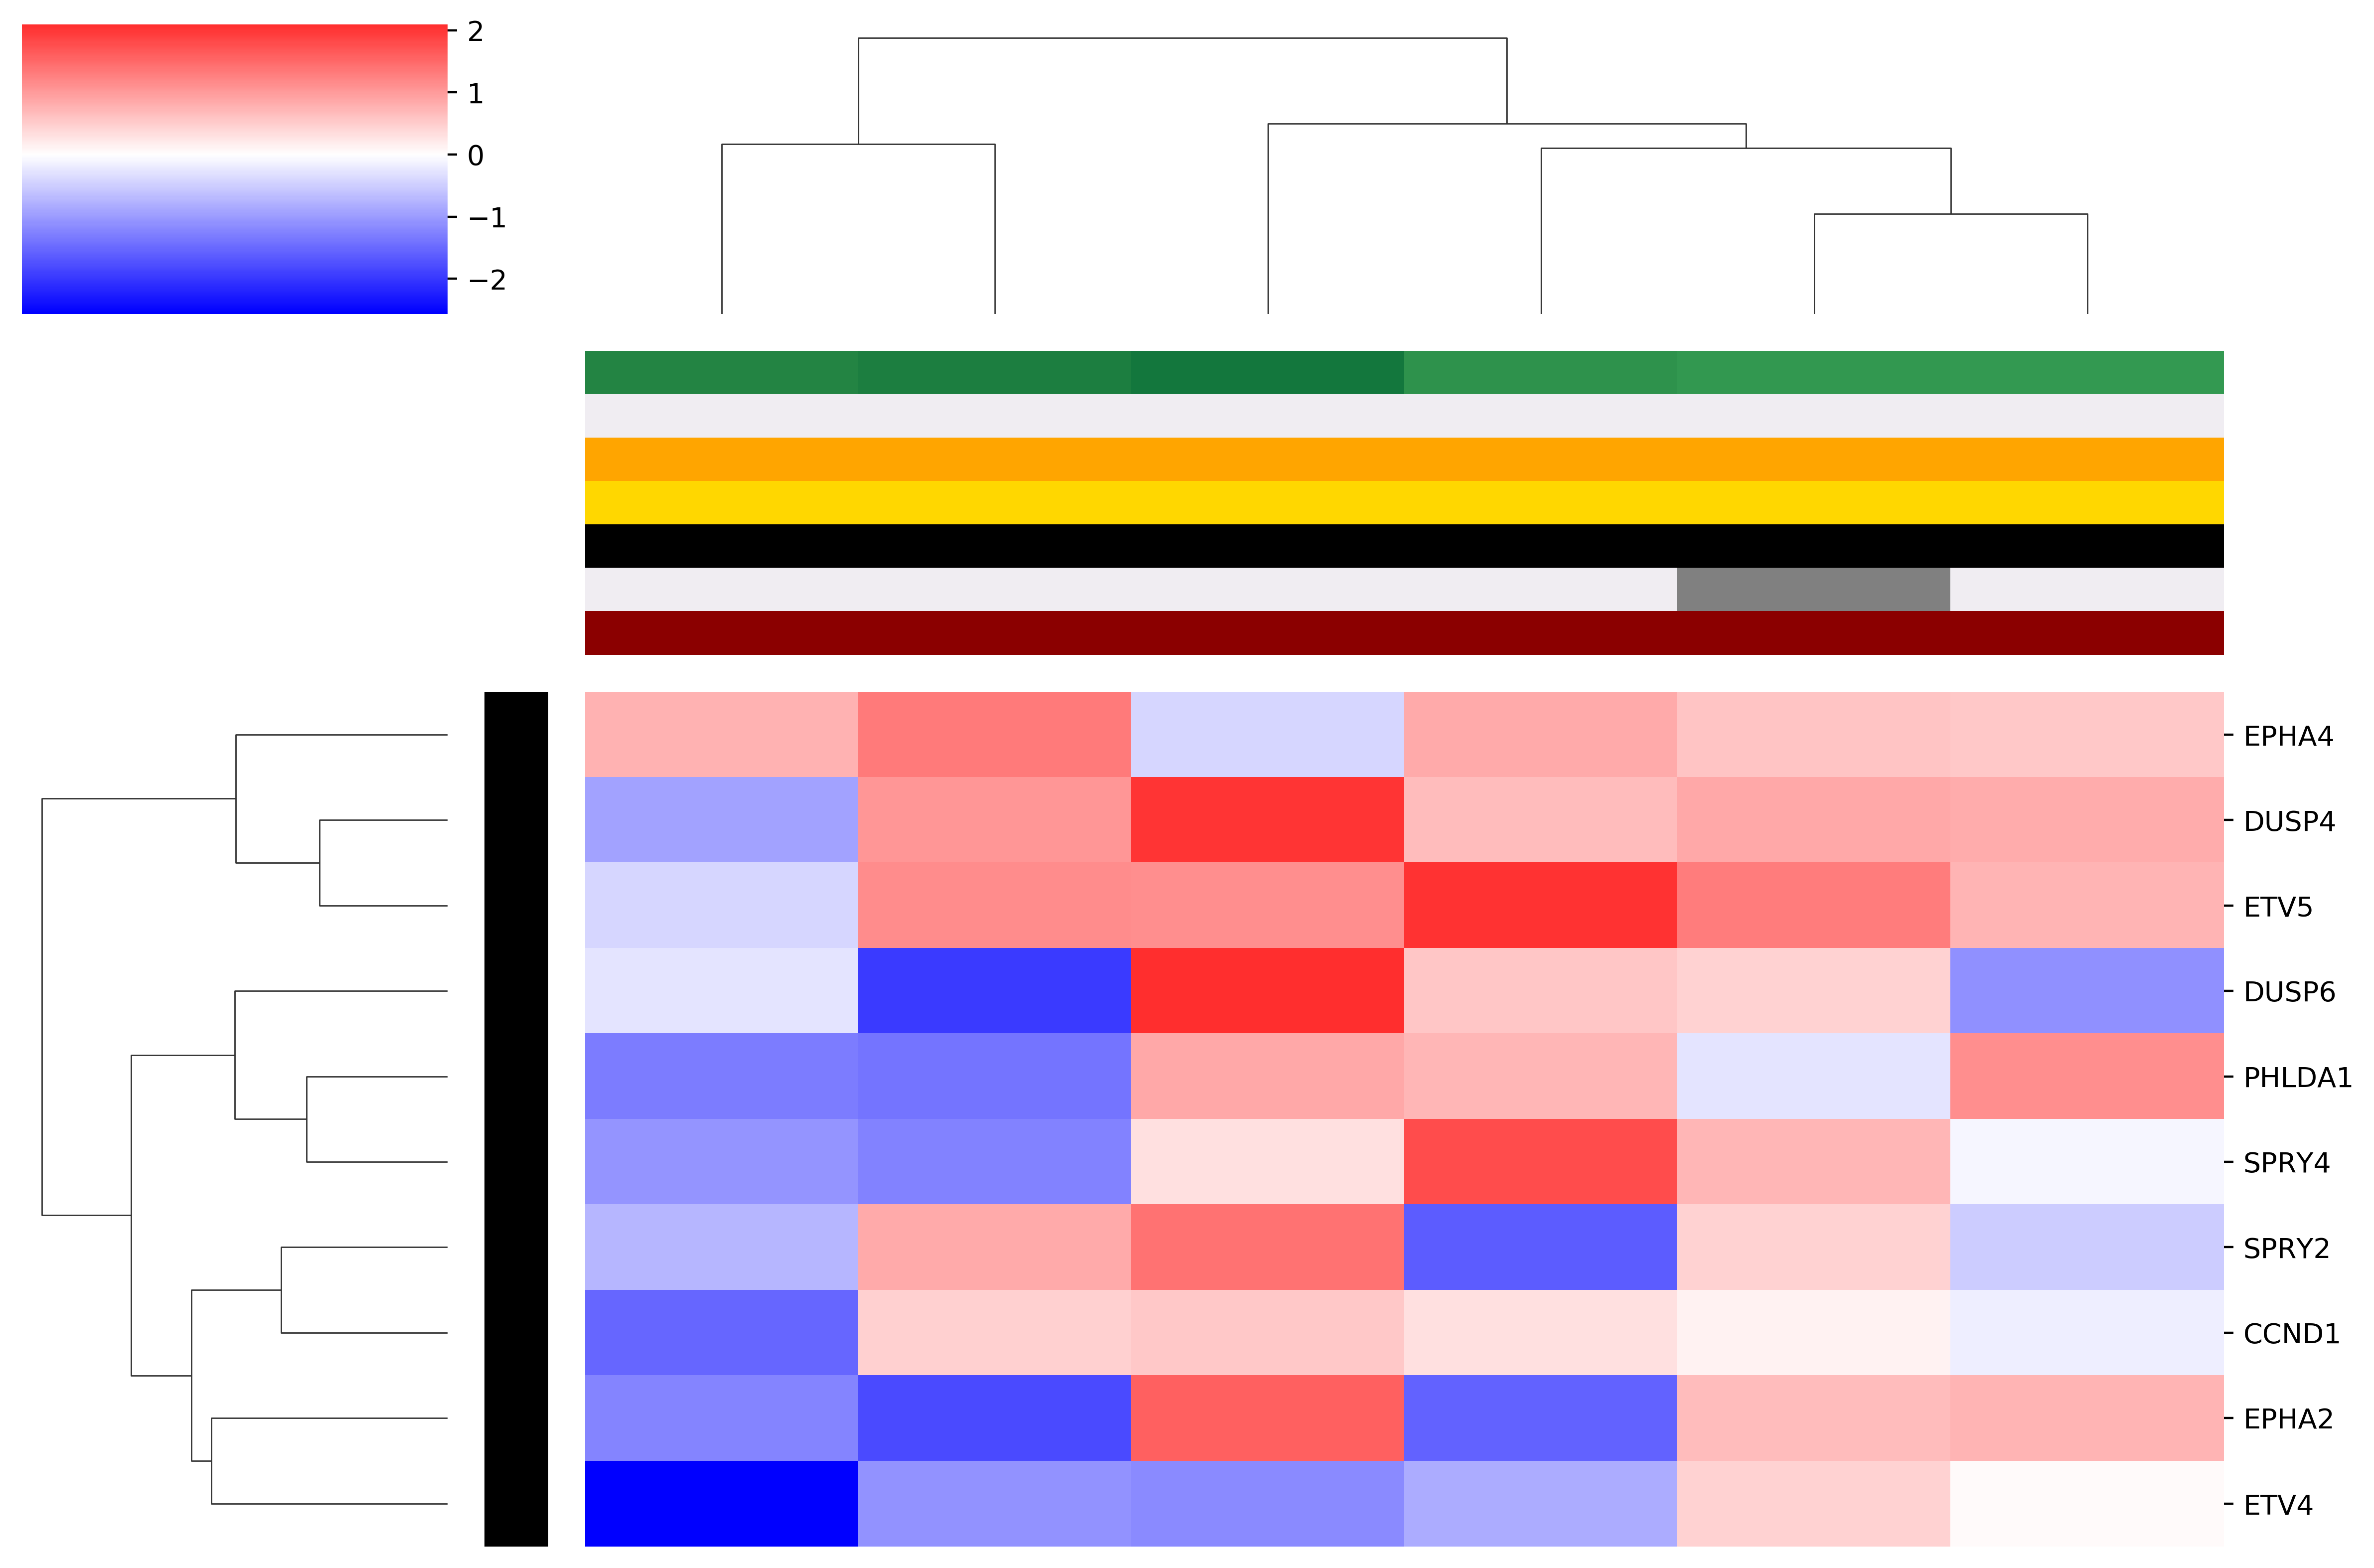 2
1
0
−1
−2
EPHA4
DUSP4
ETV5
DUSP6
PHLDA1
SPRY4
SPRY2
CCND1
EPHA2
ETV4